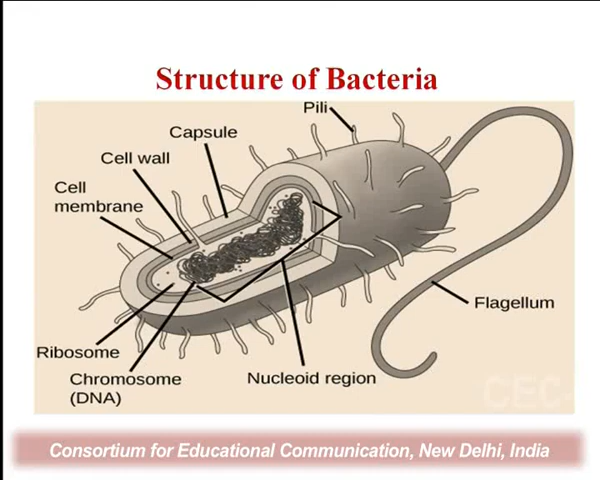 Structure of Bacteria
Pili
Capsule
Cell wall
Cell
membrane
Flagellum
Ribosome
Chromosome
(DNA)
Nucleoid region
CEC
Consortium for Educational Communication, New Delhi, India